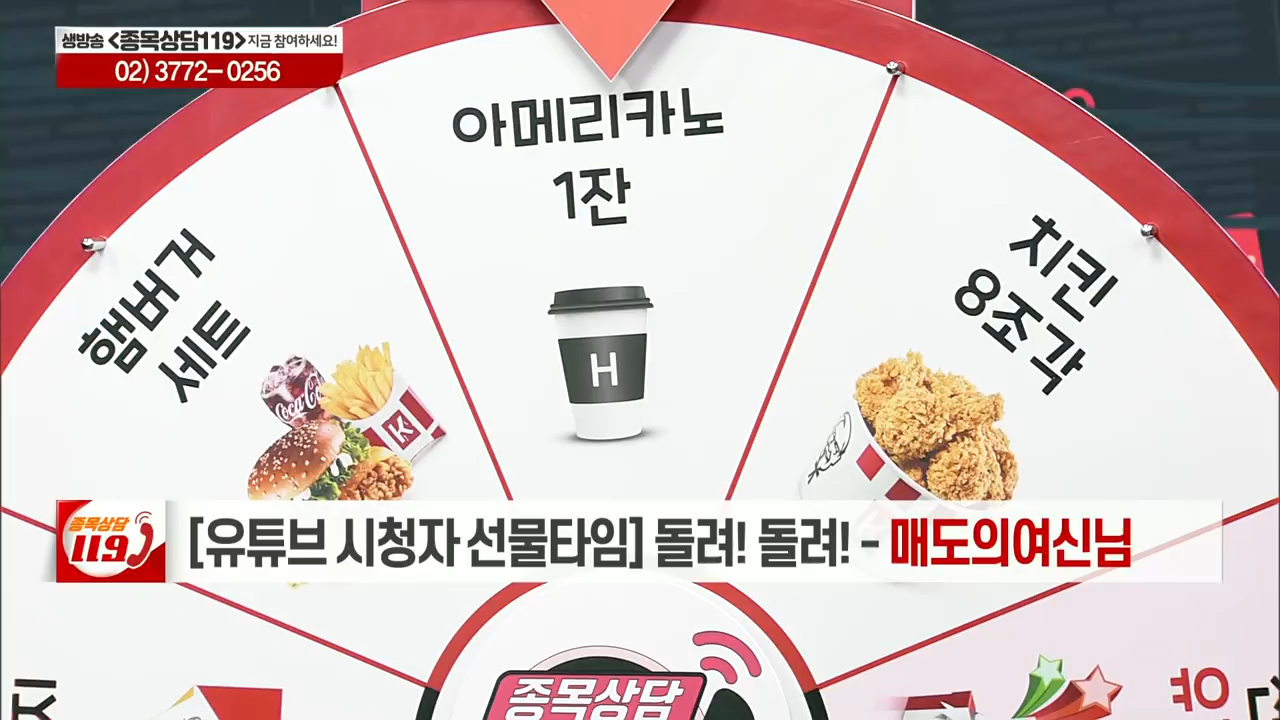 생방송 <종목상담119> 지금 참여하세요!
02) 3772-0256
아메리카노
1잔
햄버거
세트
치킨
8조각
Coca-Co
K
H
종목상담
119
[유튜브 시청자 선물타임] 돌려! 돌려! - 매도의여신님
종목상담
지